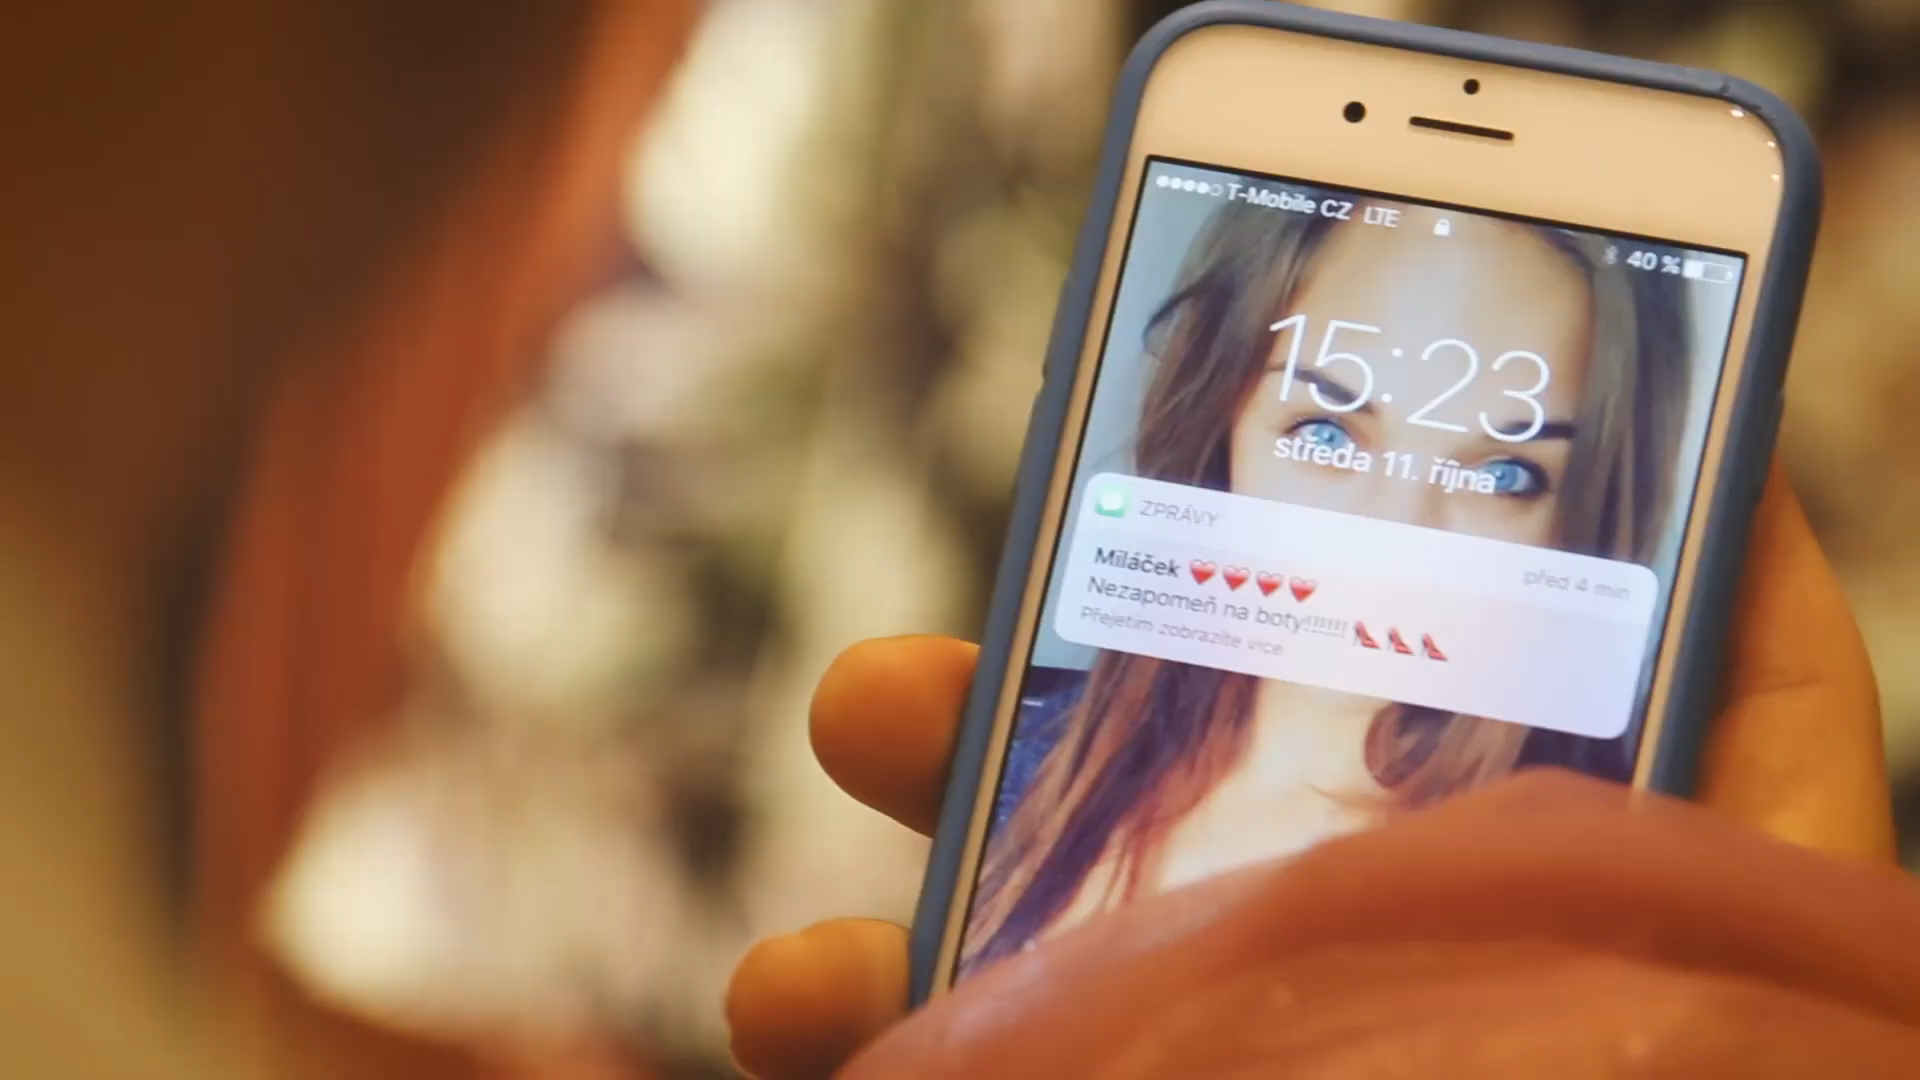 T-Mobile CZ LTE 40 %
15:23
středa 11. října
ZPRÁVY
před 4 min
Miláček ❤️❤️❤️❤️
Nezapomeň na boty!!!!!! 👠👠👠
Přejetím zobrazíte více